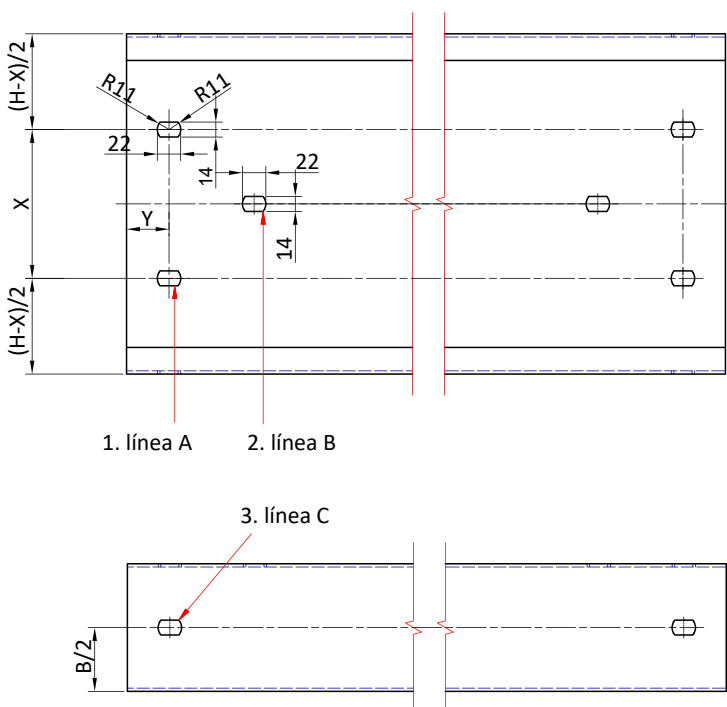 (H-X)/2
R11
R11
22
14
22
X
Y
14
(H-X)/2
1. línea A
2. línea B
3. línea C
B/2